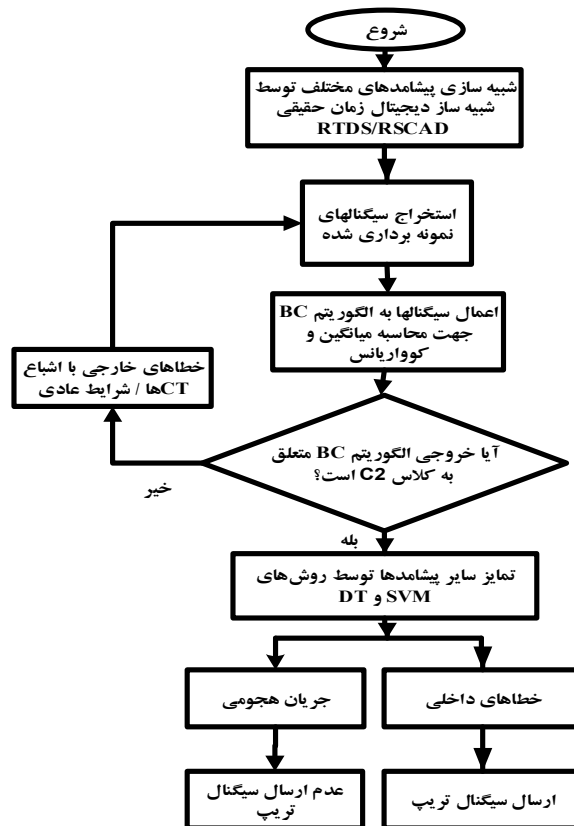 شروع
شبیه سازی پیشامدهای مختلف توسط
شبیه ساز دیجیتال زمان حقیقی
RTDS/RSCAD
استخراج سیگنالهای
نمونه برداری شده
اعمال سیگنالها به الگوریتم BC
جهت محاسبه میانگین و
کوواریانس
خطاهای خارجی با اشباع
CTها / شرایط عادی
آیا خروجی الگوریتم BC متعلق
به کلاس C2 است؟
خیر
بله
تمایز سایر پیشامدها توسط روش‌های
SVM و DT
خطاهای داخلی
جریان هجومی
ارسال سیگنال تریپ
عدم ارسال سیگنال
تریپ